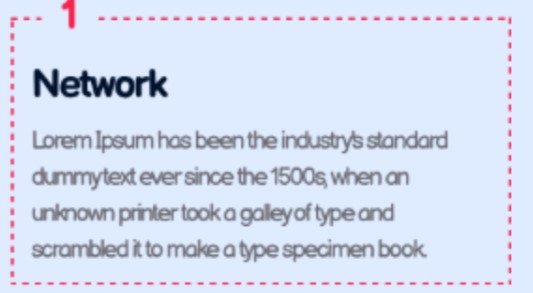 1
Network
Lorem Ipsum has been the industry's standard
dummy text ever since the 1500s, when an
unknown printer took a galley of type and
scrambled it to make a type specimen book.